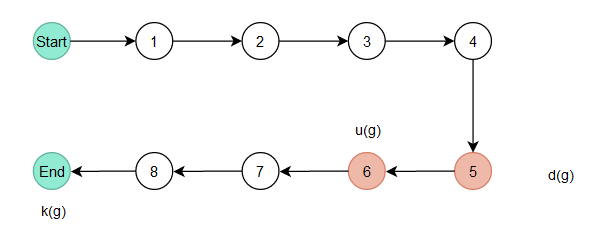 Start 1 2 3 4
u(g)
End 8 7 6 5 d(g)
k(g)